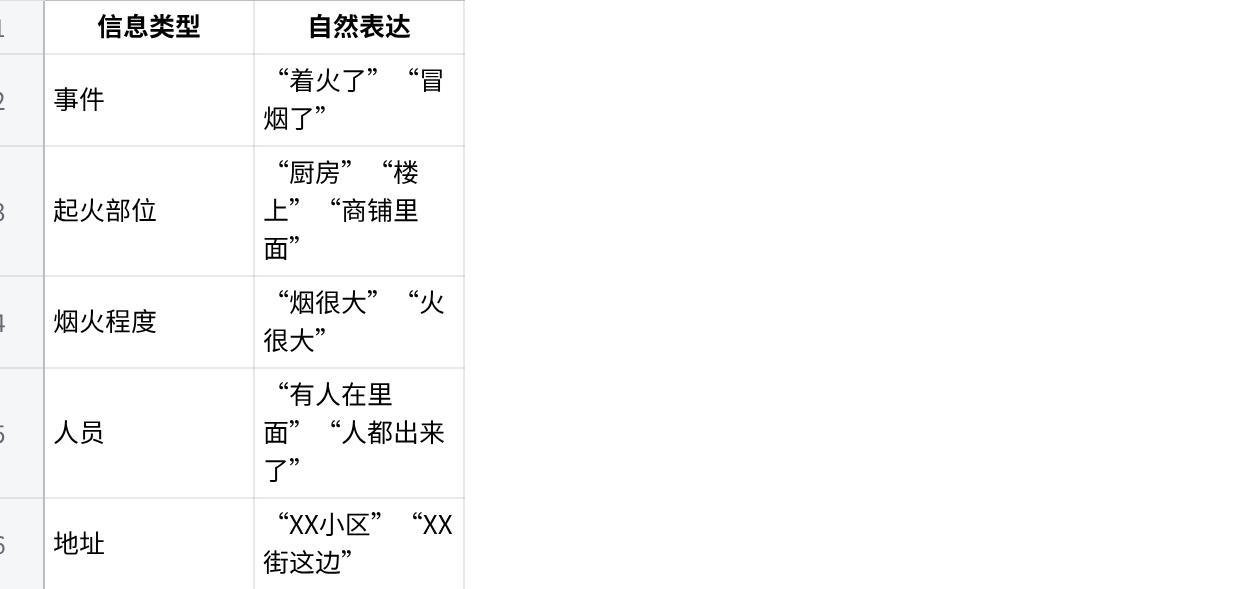 1 信息类型 自然表达
2 事件 “着火了” “冒
烟了”
3 起火部位 “厨房” “楼
上” “商铺里
面”
4 烟火程度 “烟很大” “火
很大”
5 人员 “有人在里
面” “人都出来
了”
6 地址 “XX小区” “XX
街这边”